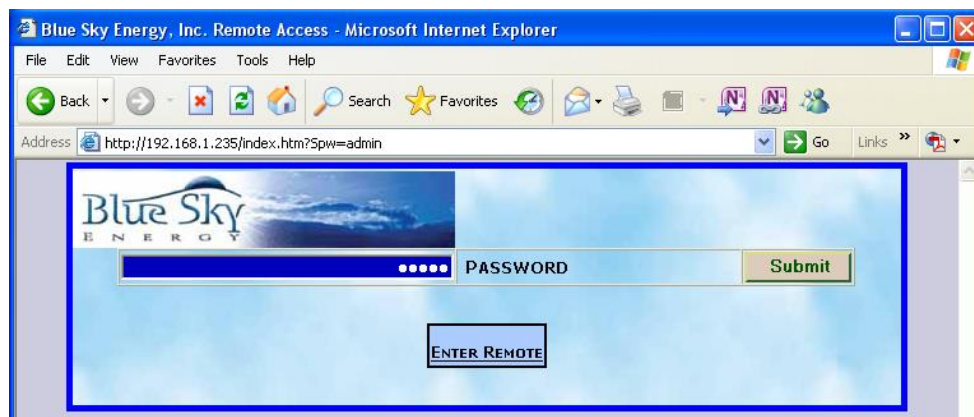 Blue Sky Energy, Inc. Remote Access - Microsoft Internet Explorer
File Edit View Favorites Tools Help
Back Search Favorites
Address http://192.168.1.235/index.htm?Spw=admin Go Links »
Blue Sky
ENERGY
••••• PASSWORD Submit
ENTER REMOTE